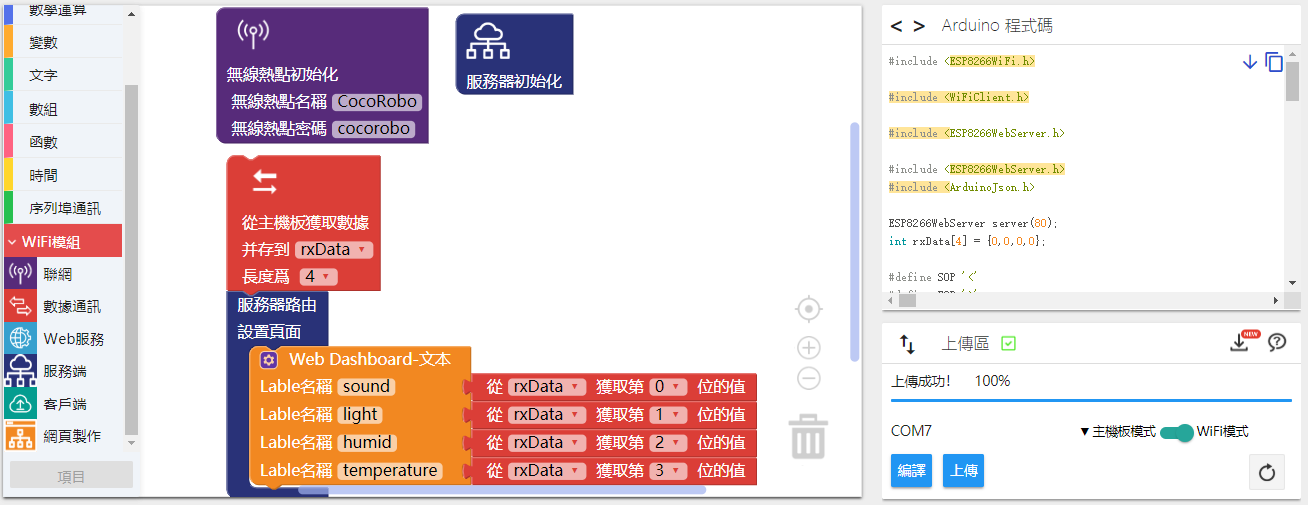 數學運算
變數
文字
數組
函數
時間
序列埠通訊
WiFi模組
聯網
數據通訊
Web服務
服務端
客戶端
網頁製作
項目
無線熱點初始化
無線熱點名稱 CocoRobo
無線熱點密碼 cocorobo
服務器初始化
從主機板獲取數據
并存到 rxData
長度爲 4
服務器路由
設置頁面
Web Dashboard-文本
Lable名稱 sound 從 rxData 獲取第 0 位的值
Lable名稱 light 從 rxData 獲取第 1 位的值
Lable名稱 humid 從 rxData 獲取第 2 位的值
Lable名稱 temperature 從 rxData 獲取第 3 位的值
< > Arduino 程式碼
#include <ESP8266WiFi.h>
#include <WiFiClient.h>
#include <ESP8266WebServer.h>
#include <ESP8266WebServer.h>
#include <ArduinoJson.h>
ESP8266WebServer server(80);
int rxData[4] = {0,0,0,0};
#define SOP '<'
上傳區
NEW
上傳成功! 100%
COM7
▼主機板模式 WiFi模式
編譯
上傳